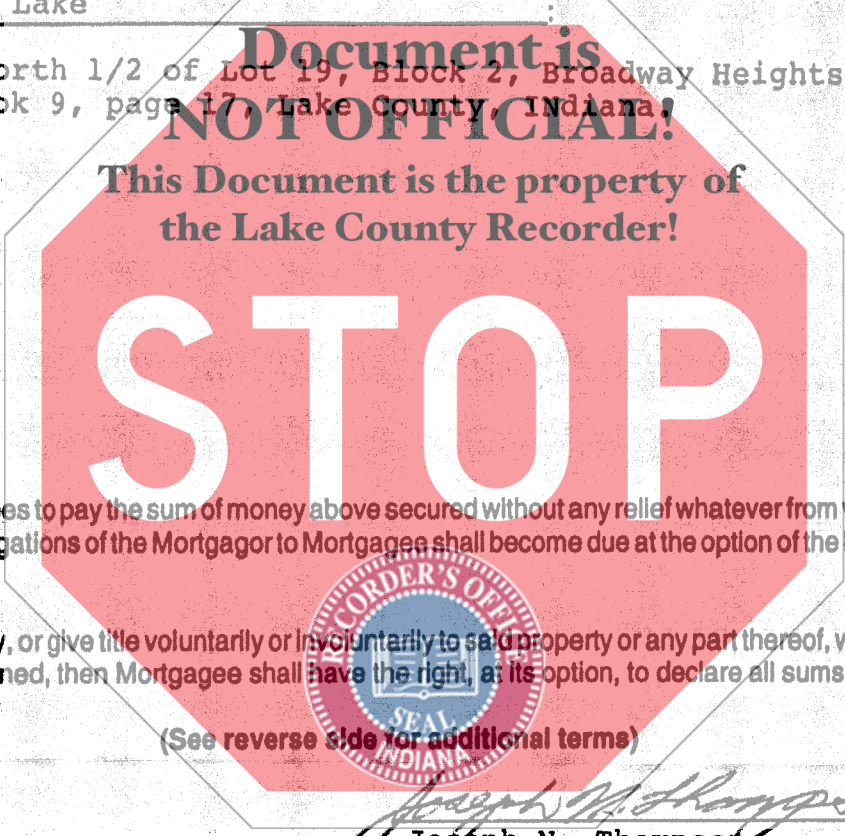 Lake
Document is
orth 1/2 of Lot 19, Block 2, Broadway Heights
ok 9, page 17, Lake County, INdiana.
NOT OFFICIAL!
This Document is the property of
the Lake County Recorder!
STOP
es to pay the sum of money above secured without any relief whatever from
gations of the Mortgagor to Mortgagee shall become due at the option of the
RECORDER'S OFFICE
, or give title voluntarily or involuntarily to said property or any part thereof, w
ned, then Mortgagee shall have the right, at its option, to declare all sums
SEAL
(See reverse side for additional terms)
INDIANA
Joseph N. Thompso
Joseph N. Thompson